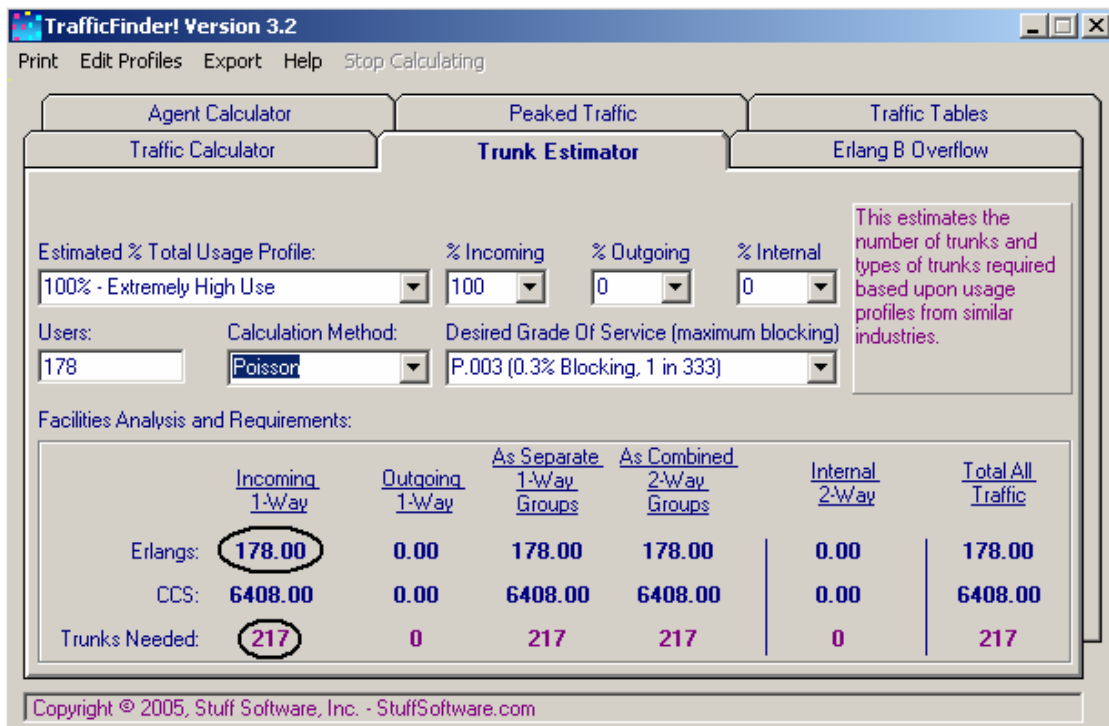 TrafficFinder! Version 3.2
Print Edit Profiles Export Help Stop Calculating
Agent Calculator Peaked Traffic Traffic Tables
Traffic Calculator Trunk Estimator Erlang B Overflow
This estimates the
number of trunks and
types of trunks required
based upon usage
profiles from similar
industries.
Estimated % Total Usage Profile: % Incoming % Outgoing % Internal
100% - Extremely High Use 100 0 0
Users: Calculation Method: Desired Grade Of Service (maximum blocking)
178 Poisson P.003 (0.3% Blocking, 1 in 333)
Facilities Analysis and Requirements:
Incoming 1-Way Outgoing 1-Way As Separate 1-Way Groups As Combined 2-Way Groups Internal 2-Way Total All Traffic
Erlangs: 178.00 0.00 178.00 178.00 0.00 178.00
CCS: 6408.00 0.00 6408.00 6408.00 0.00 6408.00
Trunks Needed: 217 0 217 217 0 217
Copyright © 2005, Stuff Software, Inc. - StuffSoftware.com